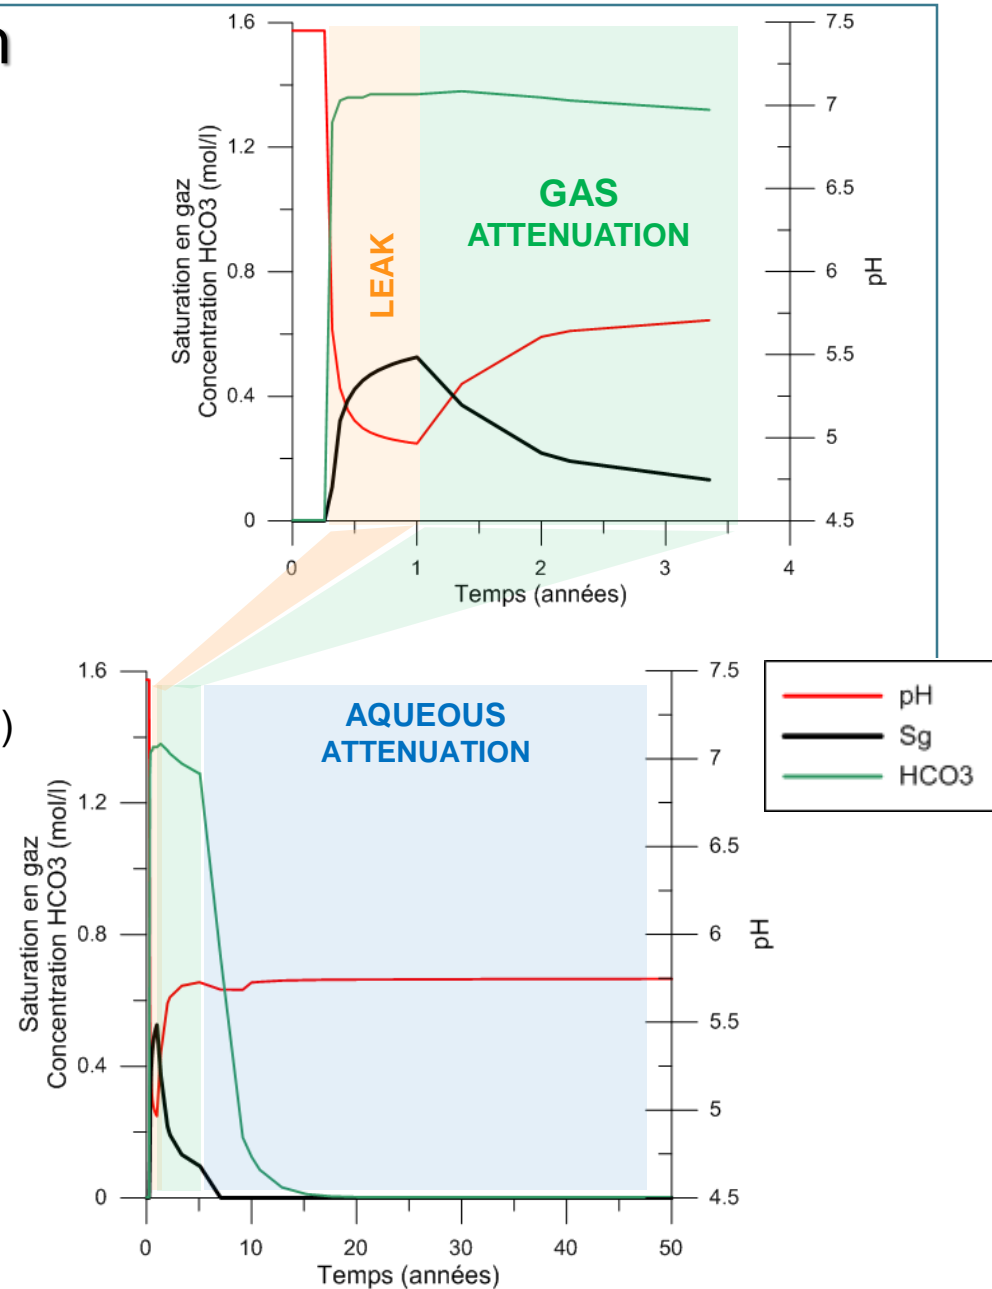 n
1.6
1.2
0.8
0.4
0
Saturation en gaz
Concentration HCO3 (mol/l)
LEAK
GAS
ATTENUATION
7.5
7
6.5
6
5.5
5
4.5
pH
0 1 2 3 4
Temps (années)
)
1.6
1.2
0.8
0.4
0
Saturation en gaz
Concentration HCO3 (mol/l)
AQUEOUS
ATTENUATION
7.5
7
6.5
6
5.5
5
4.5
pH
0 10 20 30 40 50
Temps (années)
pH
Sg
HCO3